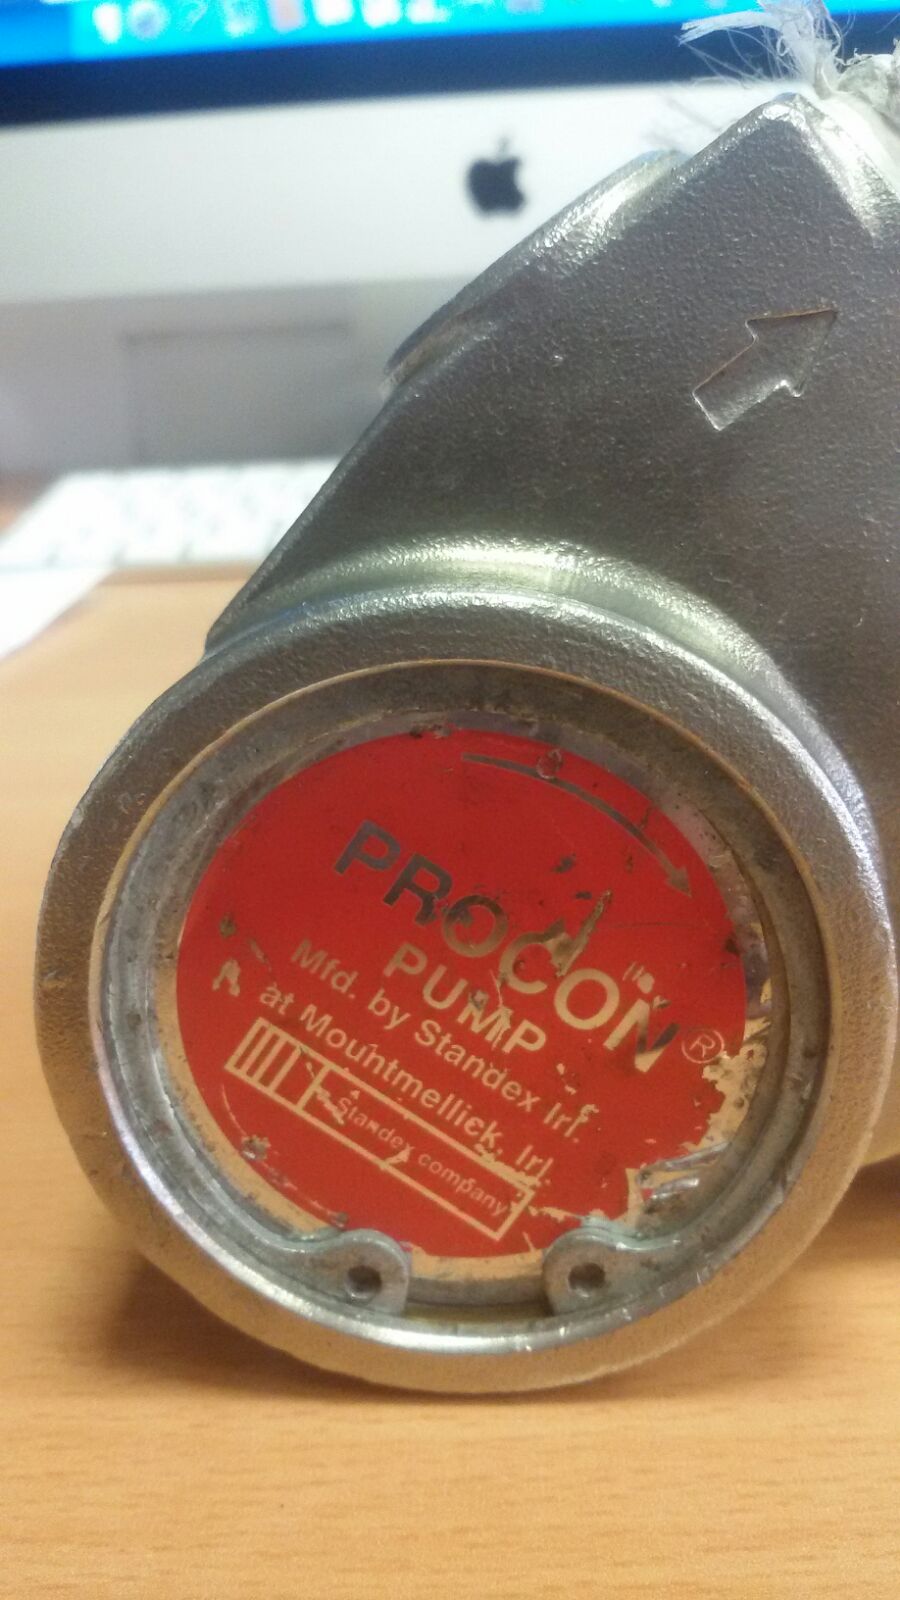 PROCON®
PUMP
Mfd. by Standex Irl.
at Mountmellick, Irl.
A Standex company